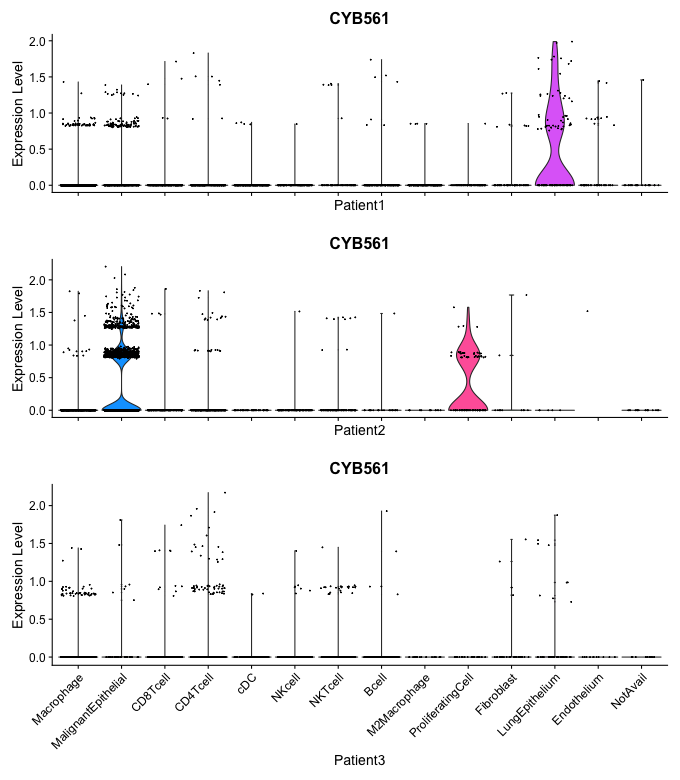 CYB561
Expression Level
2.0
1.5
1.0
0.5
0.0
Patient1
CYB561
Expression Level
2.0
1.5
1.0
0.5
0.0
Patient2
CYB561
Expression Level
2.0
1.5
1.0
0.5
0.0
Macrophage
MalignantEpithelial
CD8Tcell
CD4Tcell
cDC
NKcell
NKTcell
Bcell
M2Macrophage
ProliferatingCell
Fibroblast
LungEpithelium
Endothelium
NotAvail
Patient3